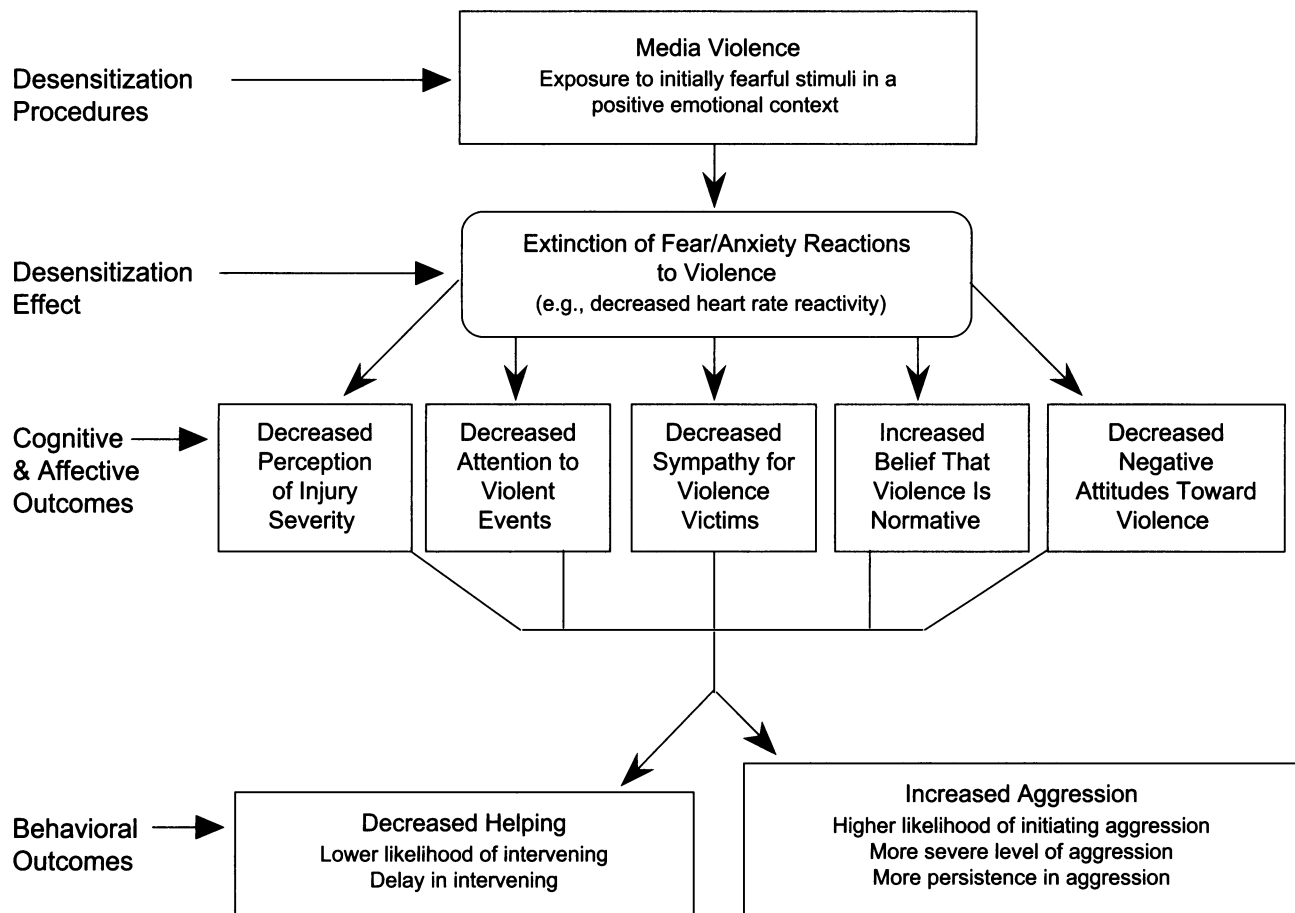 Desensitization
Procedures
Media Violence
Exposure to initially fearful stimuli in a
positive emotional context
Desensitization
Effect
Extinction of Fear/Anxiety Reactions
to Violence
(e.g., decreased heart rate reactivity)
Cognitive
& Affective
Outcomes
Decreased
Perception
of Injury
Severity
Decreased
Attention to
Violent
Events
Decreased
Sympathy for
Violence
Victims
Increased
Belief That
Violence Is
Normative
Decreased
Negative
Attitudes Toward
Violence
Behavioral
Outcomes
Decreased Helping
Lower likelihood of intervening
Delay in intervening
Increased Aggression
Higher likelihood of initiating aggression
More severe level of aggression
More persistence in aggression